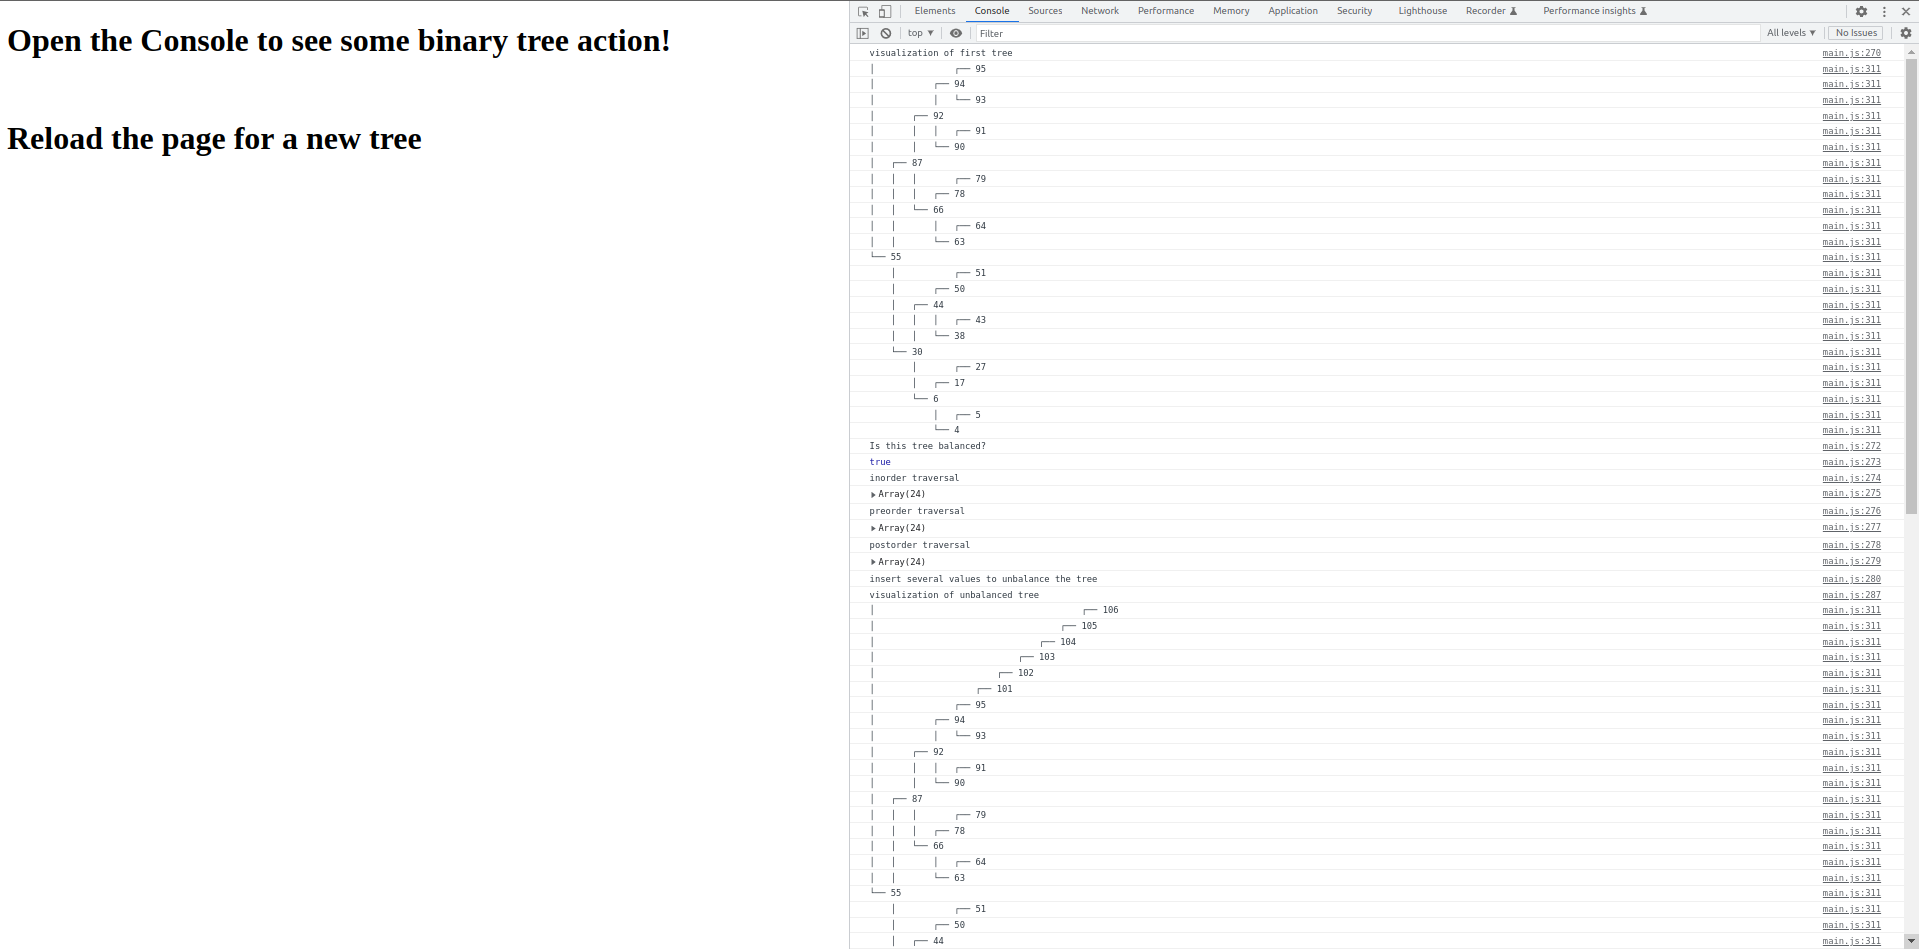 Open the Console to see some binary tree action!
Reload the page for a new tree
Elements Console Sources Network Performance Memory Application Security Lighthouse Recorder Performance insights
top ▼ Filter All levels ▼ No Issues
visualization of first tree main.js:270
│           ┌── 95 main.js:311
│       ┌── 94 main.js:311
│       │   └── 93 main.js:311
│   ┌── 92 main.js:311
│   │   │   ┌── 91 main.js:311
│   │   └── 90 main.js:311
│   ┌── 87 main.js:311
│   │   │       ┌── 79 main.js:311
│   │   │   ┌── 78 main.js:311
│   │   └── 66 main.js:311
│   │       │   ┌── 64 main.js:311
│   │       └── 63 main.js:311
└── 55 main.js:311
    │           ┌── 51 main.js:311
    │       ┌── 50 main.js:311
    │   ┌── 44 main.js:311
    │   │   │   ┌── 43 main.js:311
    │   │   └── 38 main.js:311
    └── 30 main.js:311
        │       ┌── 27 main.js:311
        │   ┌── 17 main.js:311
        └── 6 main.js:311
            │   ┌── 5 main.js:311
            └── 4 main.js:311
Is this tree balanced? main.js:272
true main.js:273
inorder traversal main.js:274
▶Array(24) main.js:275
preorder traversal main.js:276
▶Array(24) main.js:277
postorder traversal main.js:278
▶Array(24) main.js:279
insert several values to unbalance the tree main.js:280
visualization of unbalanced tree main.js:287
│                                       ┌── 106 main.js:311
│                                   ┌── 105 main.js:311
│                               ┌── 104 main.js:311
│                           ┌── 103 main.js:311
│                       ┌── 102 main.js:311
│                   ┌── 101 main.js:311
│               ┌── 95 main.js:311
│           ┌── 94 main.js:311
│           │   └── 93 main.js:311
│       ┌── 92 main.js:311
│       │   │   ┌── 91 main.js:311
│       │   └── 90 main.js:311
│   ┌── 87 main.js:311
│   │   │       ┌── 79 main.js:311
│   │   │   ┌── 78 main.js:311
│   │   └── 66 main.js:311
│   │       │   ┌── 64 main.js:311
│   │       └── 63 main.js:311
└── 55 main.js:311
    │           ┌── 51 main.js:311
    │       ┌── 50 main.js:311
    │   ┌── 44 main.js:311